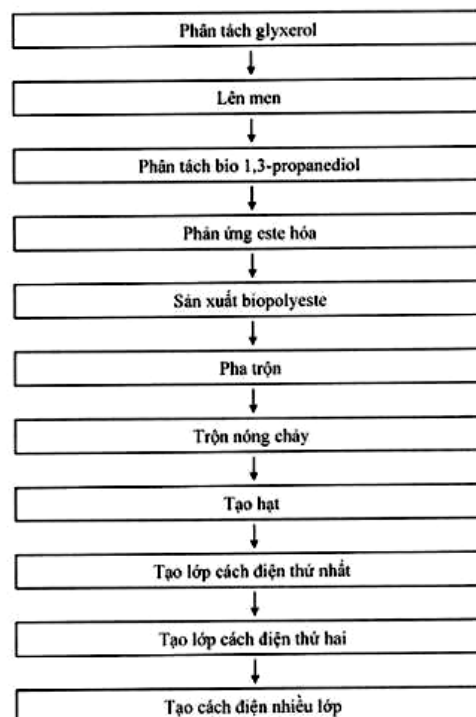 Phân tách glyxerol
Lên men
Phân tách bio 1,3-propanediol
Phản ứng este hóa
Sản xuất biopolyeste
Pha trộn
Trộn nóng chảy
Tạo hạt
Tạo lớp cách điện thứ nhất
Tạo lớp cách điện thứ hai
Tạo cách điện nhiều lớp